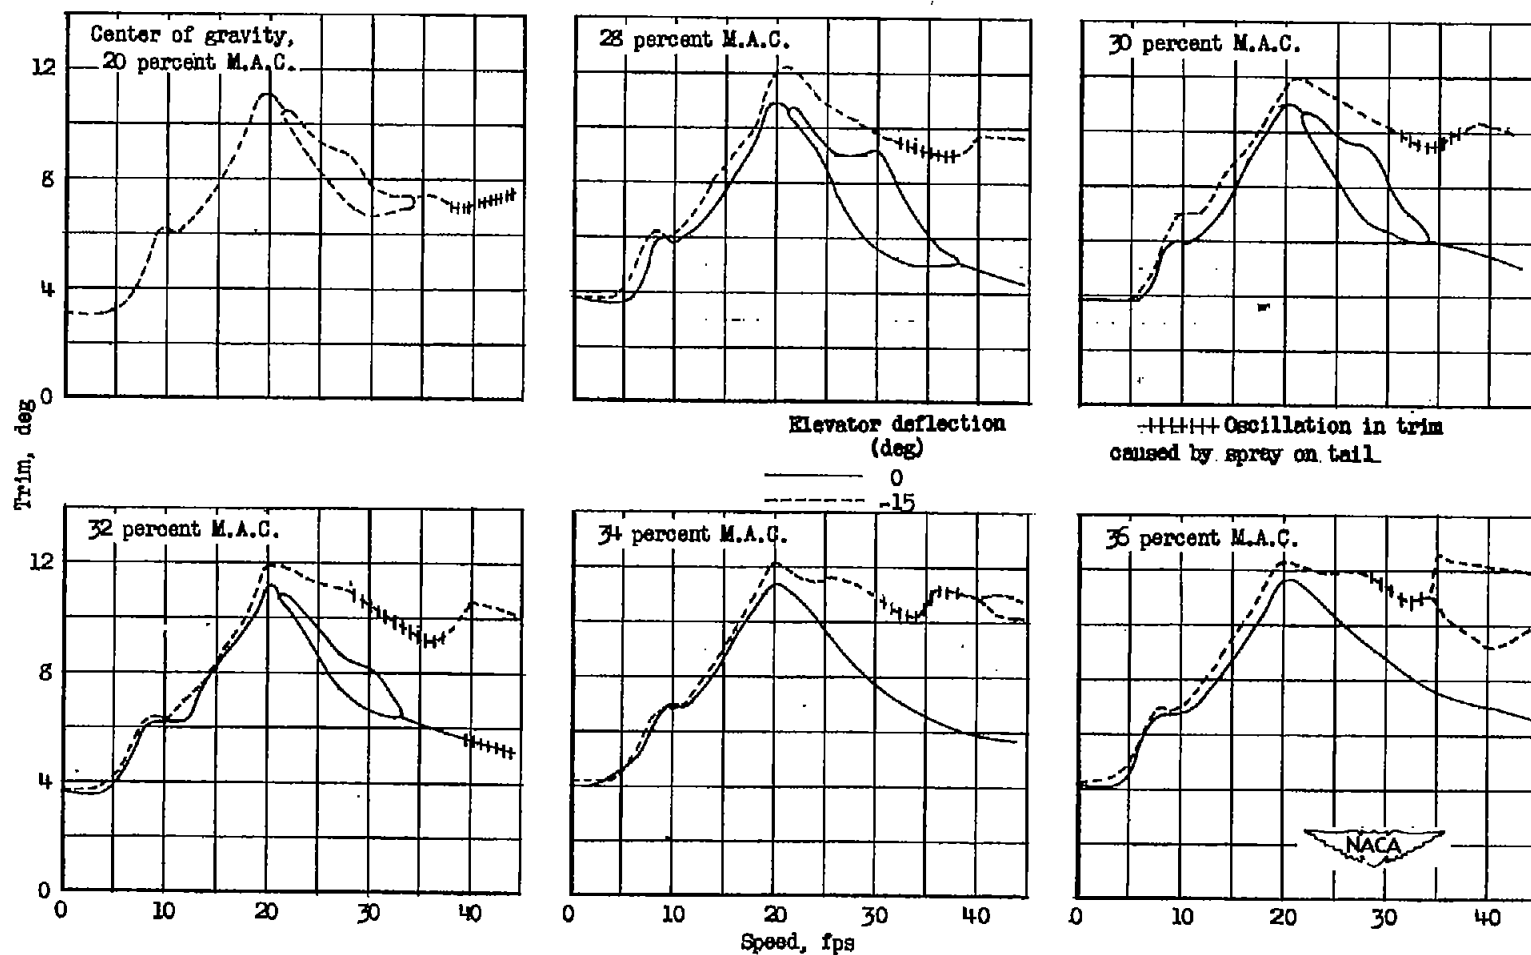 Center of gravity,
20 percent M.A.C.
28 percent M.A.C.
30 percent M.A.C.
12
8
4
0
Trim, deg
Elevator deflection
(deg)
0
-15
Oscillation in trim
caused by spray on tail
32 percent M.A.C.
34 percent M.A.C.
36 percent M.A.C.
12
8
4
0
NACA
0 10 20 30 40
0 10 20 30 40
0 10 20 30 40
Speed, fps